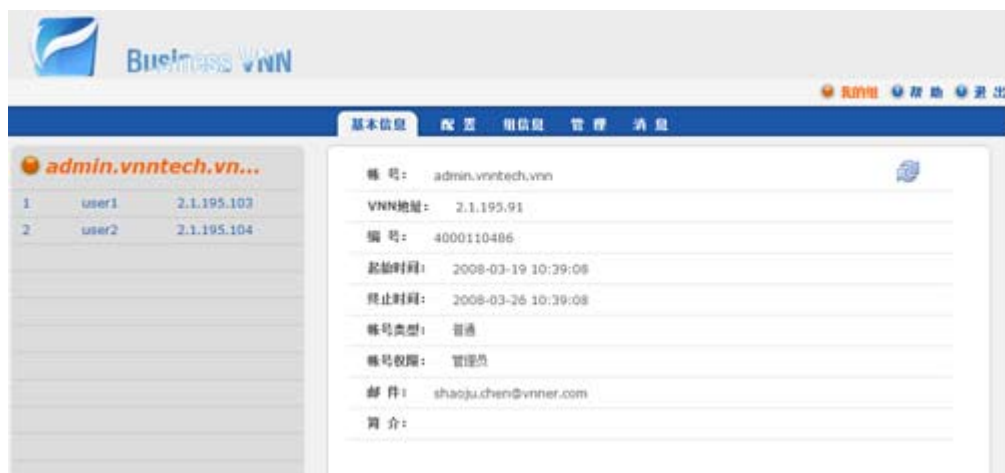 Business VNN
我的组 帮 助 退 出
基本信息 配 置 组信息 管 理 消 息
admin.vnntech.vn...
1 user1 2.1.195.103
2 user2 2.1.195.104
帐 号： admin.vnntech.vnn
VNN地址： 2.1.195.91
编 号： 4000110486
起始时间： 2008-03-19 10:39:08
终止时间： 2008-03-26 10:39:08
帐号类型： 普通
帐号权限： 管理员
邮 件： shaoju.chen@vnner.com
简 介：